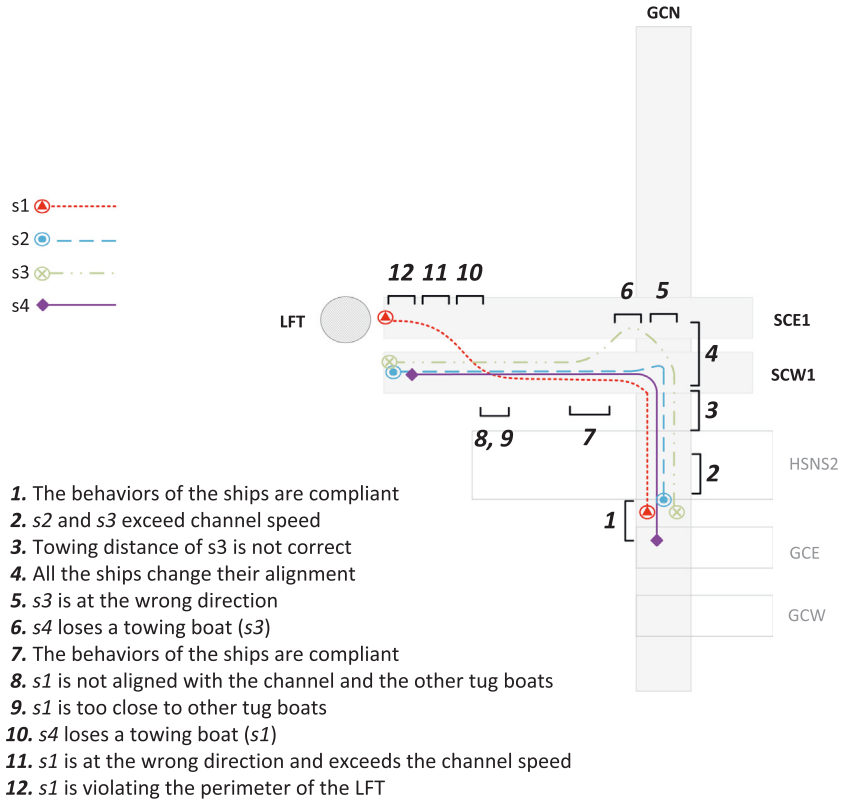 GCN
s1
s2
s3
s4
12 11 10
6 5
LFT
SCE1
4
SCW1
3
8, 9
7
HSNS2
2
1
GCE
GCW
1. The behaviors of the ships are compliant
2. s2 and s3 exceed channel speed
3. Towing distance of s3 is not correct
4. All the ships change their alignment
5. s3 is at the wrong direction
6. s4 loses a towing boat (s3)
7. The behaviors of the ships are compliant
8. s1 is not aligned with the channel and the other tug boats
9. s1 is too close to other tug boats
10. s4 loses a towing boat (s1)
11. s1 is at the wrong direction and exceeds the channel speed
12. s1 is violating the perimeter of the LFT